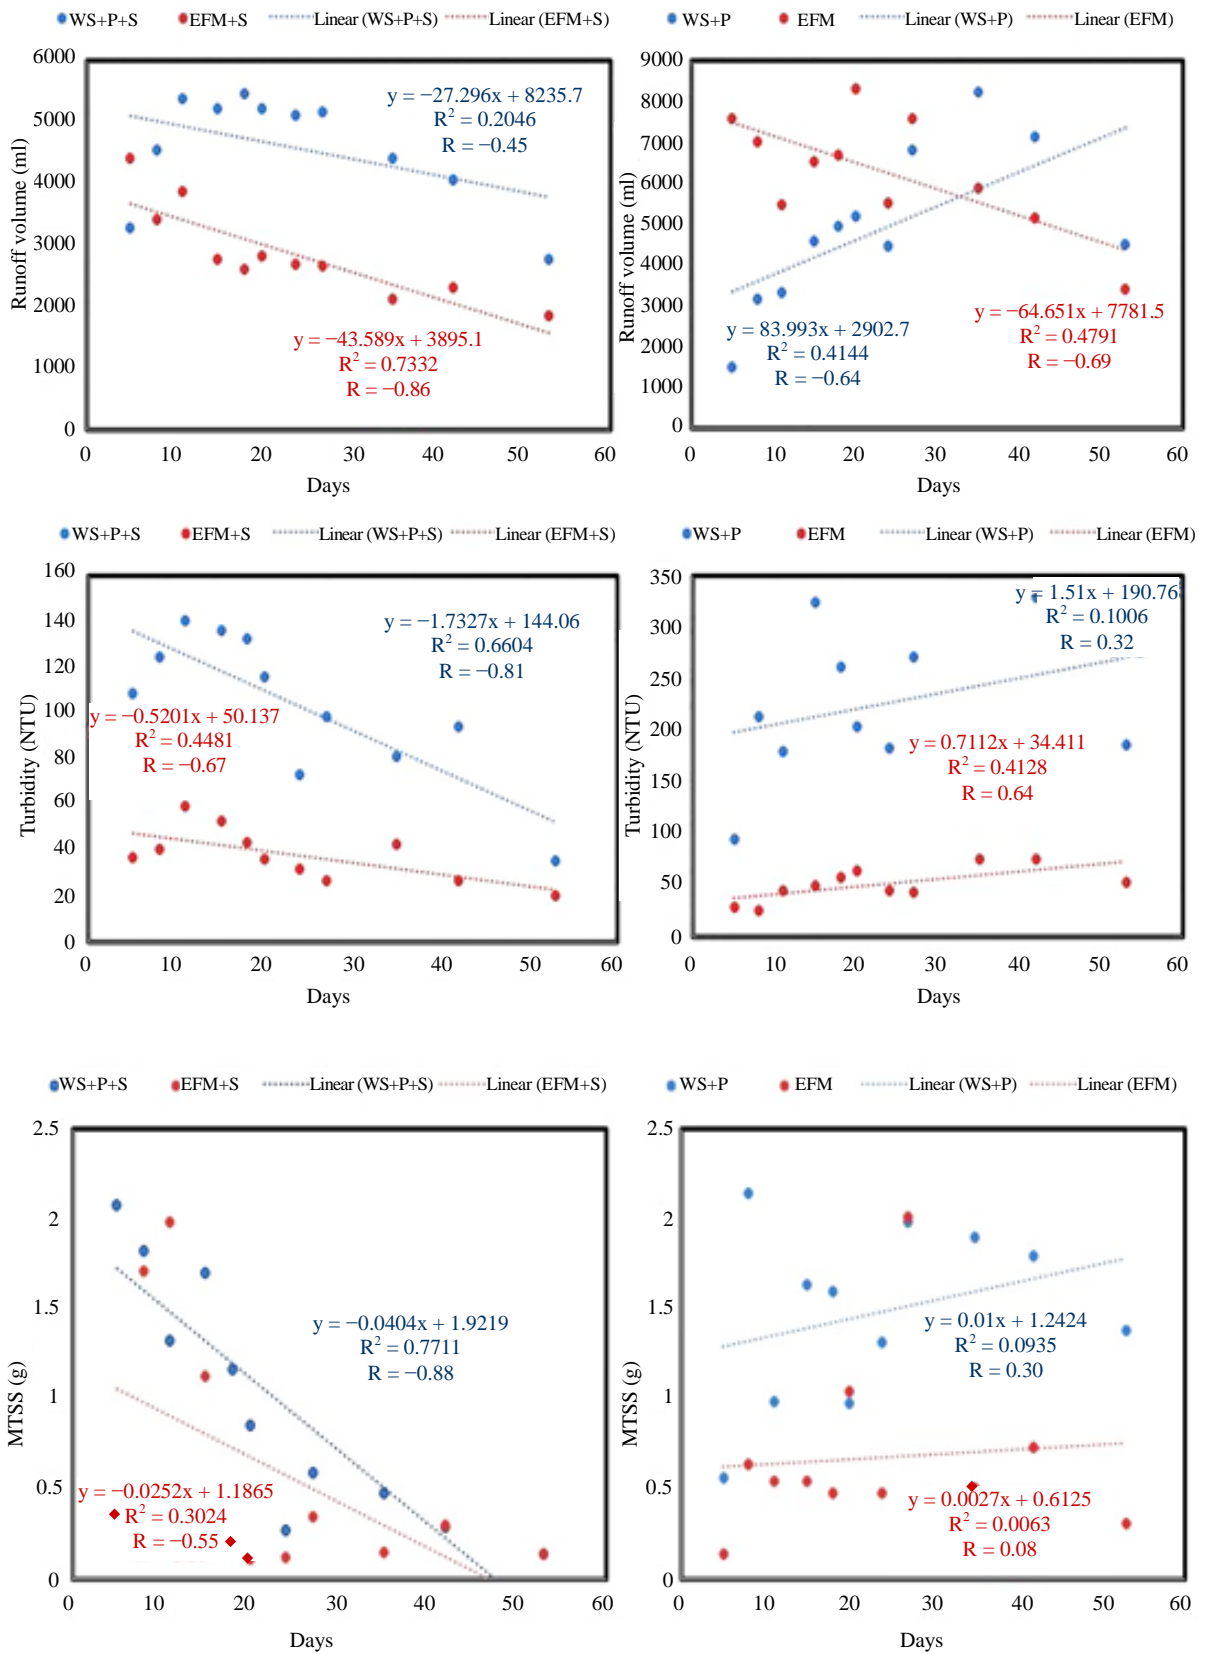 WS+P+S EFM+S Linear (WS+P+S) Linear (EFM+S)
6000
5000
4000
3000
2000
1000
0
Runoff volume (ml)
y = −27.296x + 8235.7
R2 = 0.2046
R = −0.45
y = −43.589x + 3895.1
R2 = 0.7332
R = −0.86
0 10 20 30 40 50 60
Days
WS+P EFM Linear (WS+P) Linear (EFM)
9000
8000
7000
6000
5000
4000
3000
2000
1000
0
Runoff volume (ml)
y = 83.993x + 2902.7
R2 = 0.4144
R = −0.64
y = −64.651x + 7781.5
R2 = 0.4791
R = −0.69
0 10 20 30 40 50 60
Days
WS+P+S EFM+S Linear (WS+P+S) Linear (EFM+S)
160
140
120
100
80
60
40
20
0
Turbidity (NTU)
y = −1.7327x + 144.06
R2 = 0.6604
R = −0.81
y = −0.5201x + 50.137
R2 = 0.4481
R = −0.67
0 10 20 30 40 50 60
Days
WS+P EFM Linear (WS+P) Linear (EFM)
350
300
250
200
150
100
50
0
Turbidity (NTU)
y = 1.51x + 190.76
R2 = 0.1006
R = 0.32
y = 0.7112x + 34.411
R2 = 0.4128
R = 0.64
0 10 20 30 40 50 60
Days
WS+P+S EFM+S Linear (WS+P+S) Linear (EFM+S)
2.5
2
1.5
1
0.5
0
MTSS (g)
y = −0.0404x + 1.9219
R2 = 0.7711
R = −0.88
y = −0.0252x + 1.1865
R2 = 0.3024
R = −0.55
0 10 20 30 40 50 60
Days
WS+P EFM Linear (WS+P) Linear (EFM)
2.5
2
1.5
1
0.5
0
MTSS (g)
y = 0.01x + 1.2424
R2 = 0.0935
R = 0.30
y = 0.0027x + 0.6125
R2 = 0.0063
R = 0.08
0 10 20 30 40 50 60
Days